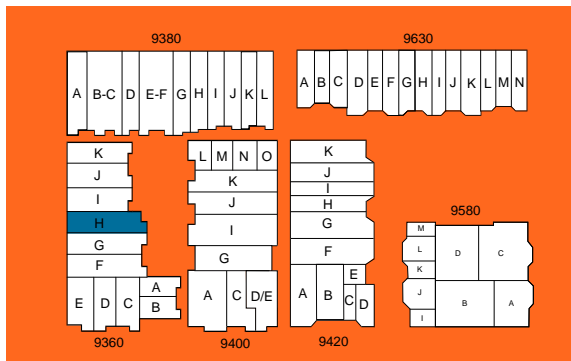 9380
A B-C D E-F G H I J K L
9630
A B C D E F G H I J K L M N
K
J
I
H
G
F
E D C A
B
9360
L M N O
K
J
I
G
A C D/E
9400
K
J
I
H
G
F
E
A B C D
9420
9580
M
L
K
J
I
D C
B A